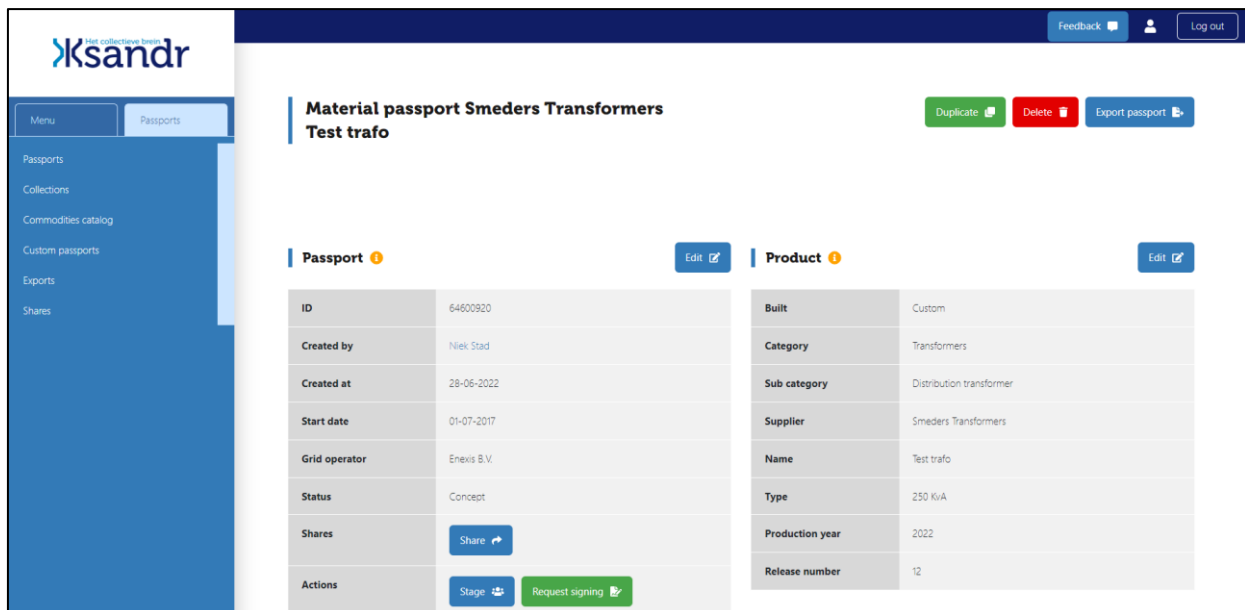 Feedback
Log out
Het collectieve brein
Ksandr
Menu
Passports
Passports
Collections
Commodities catalog
Custom passports
Exports
Shares
Material passport Smeders Transformers
Test trafo
Duplicate
Delete
Export passport
Passport
Edit
ID 64600920
Created by Niek Stad
Created at 28-06-2022
Start date 01-07-2017
Grid operator Enexis B.V.
Status Concept
Shares Share
Actions Stage Request signing
Product
Edit
Built Custom
Category Transformers
Sub category Distribution transformer
Supplier Smeders Transformers
Name Test trafo
Type 250 KvA
Production year 2022
Release number 12